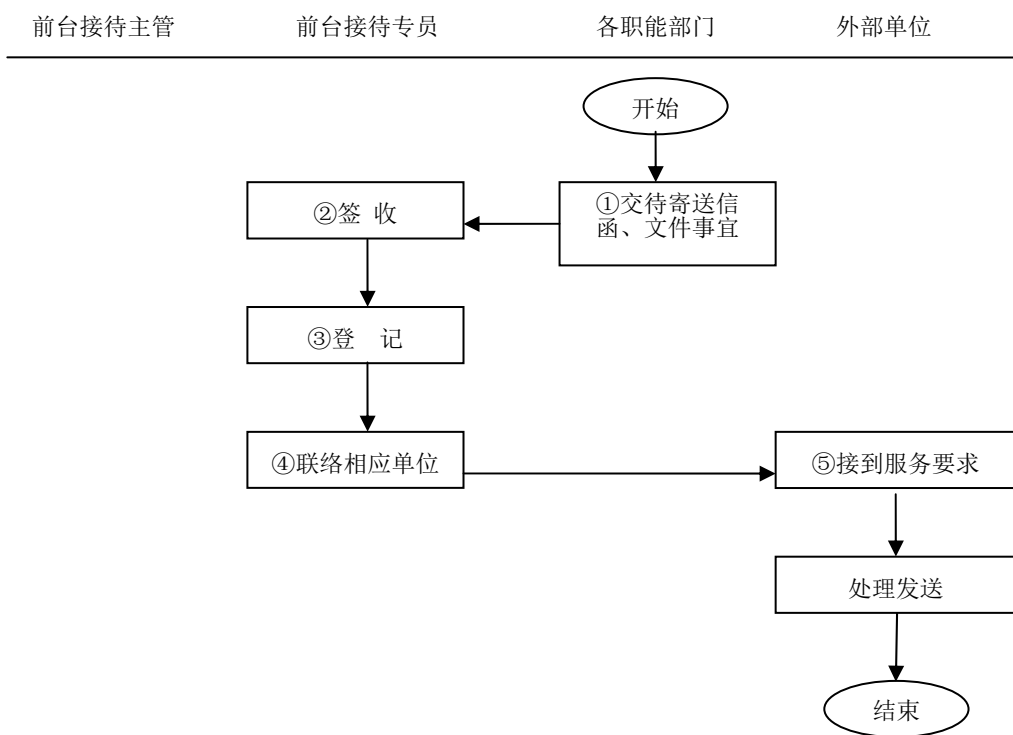 前台接待主管 前台接待专员 各职能部门 外部单位
开始
①交待寄送信
函、文件事宜
②签 收
③登 记
④联络相应单位
⑤接到服务要求
处理发送
结束